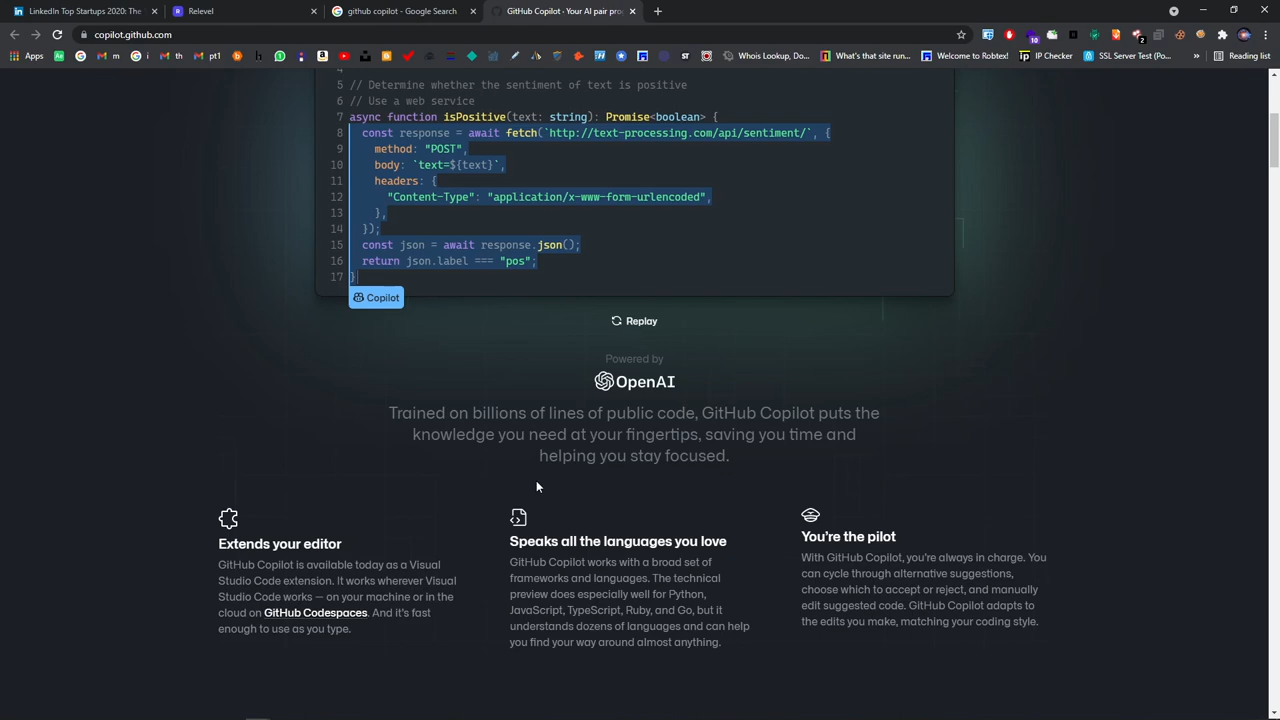 LinkedIn Top Startups 2020: The
Relevel
github copilot - Google Search
GitHub Copilot · Your AI pair pro
copilot.github.com
Apps
m
th
pt1
b
h
ST
Whois Lookup, Do...
What's that site run...
Welcome to Robtex!
IP Checker
SSL Server Test (Po...
Reading list
4
5 // Determine whether the sentiment of text is positive
6 // Use a web service
7 async function isPositive(text: string): Promise<boolean> {
8 const response = await fetch(`http://text-processing.com/api/sentiment/`, {
9 method: "POST",
10 body: `text=${text}`,
11 headers: {
12 "Content-Type": "application/x-www-form-urlencoded",
13 },
14 });
15 const json = await response.json();
16 return json.label === "pos";
17 }
Copilot
Replay
Powered by
OpenAI
Trained on billions of lines of public code, GitHub Copilot puts the
knowledge you need at your fingertips, saving you time and
helping you stay focused.
Extends your editor
GitHub Copilot is available today as a Visual
Studio Code extension. It works wherever Visual
Studio Code works — on your machine or in the
cloud on GitHub Codespaces. And it's fast
enough to use as you type.
Speaks all the languages you love
GitHub Copilot works with a broad set of
frameworks and languages. The technical
preview does especially well for Python,
JavaScript, TypeScript, Ruby, and Go, but it
understands dozens of languages and can help
you find your way around almost anything.
You're the pilot
With GitHub Copilot, you're always in charge. You
can cycle through alternative suggestions,
choose which to accept or reject, and manually
edit suggested code. GitHub Copilot adapts to
the edits you make, matching your coding style.